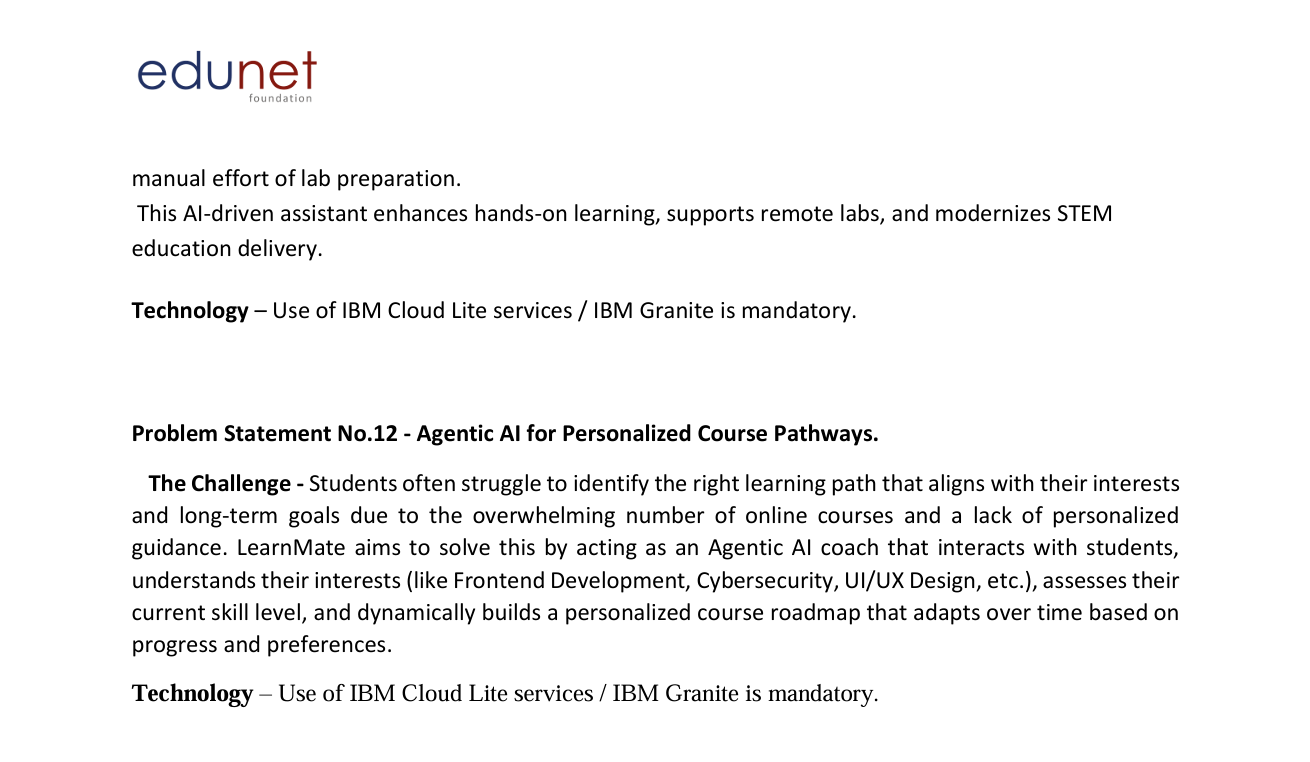 edunet
foundation
manual effort of lab preparation.
This AI-driven assistant enhances hands-on learning, supports remote labs, and modernizes STEM
education delivery.
Technology – Use of IBM Cloud Lite services / IBM Granite is mandatory.
Problem Statement No.12 - Agentic AI for Personalized Course Pathways.
The Challenge - Students often struggle to identify the right learning path that aligns with their interests
and long-term goals due to the overwhelming number of online courses and a lack of personalized
guidance. LearnMate aims to solve this by acting as an Agentic AI coach that interacts with students,
understands their interests (like Frontend Development, Cybersecurity, UI/UX Design, etc.), assesses their
current skill level, and dynamically builds a personalized course roadmap that adapts over time based on
progress and preferences.
Technology – Use of IBM Cloud Lite services / IBM Granite is mandatory.